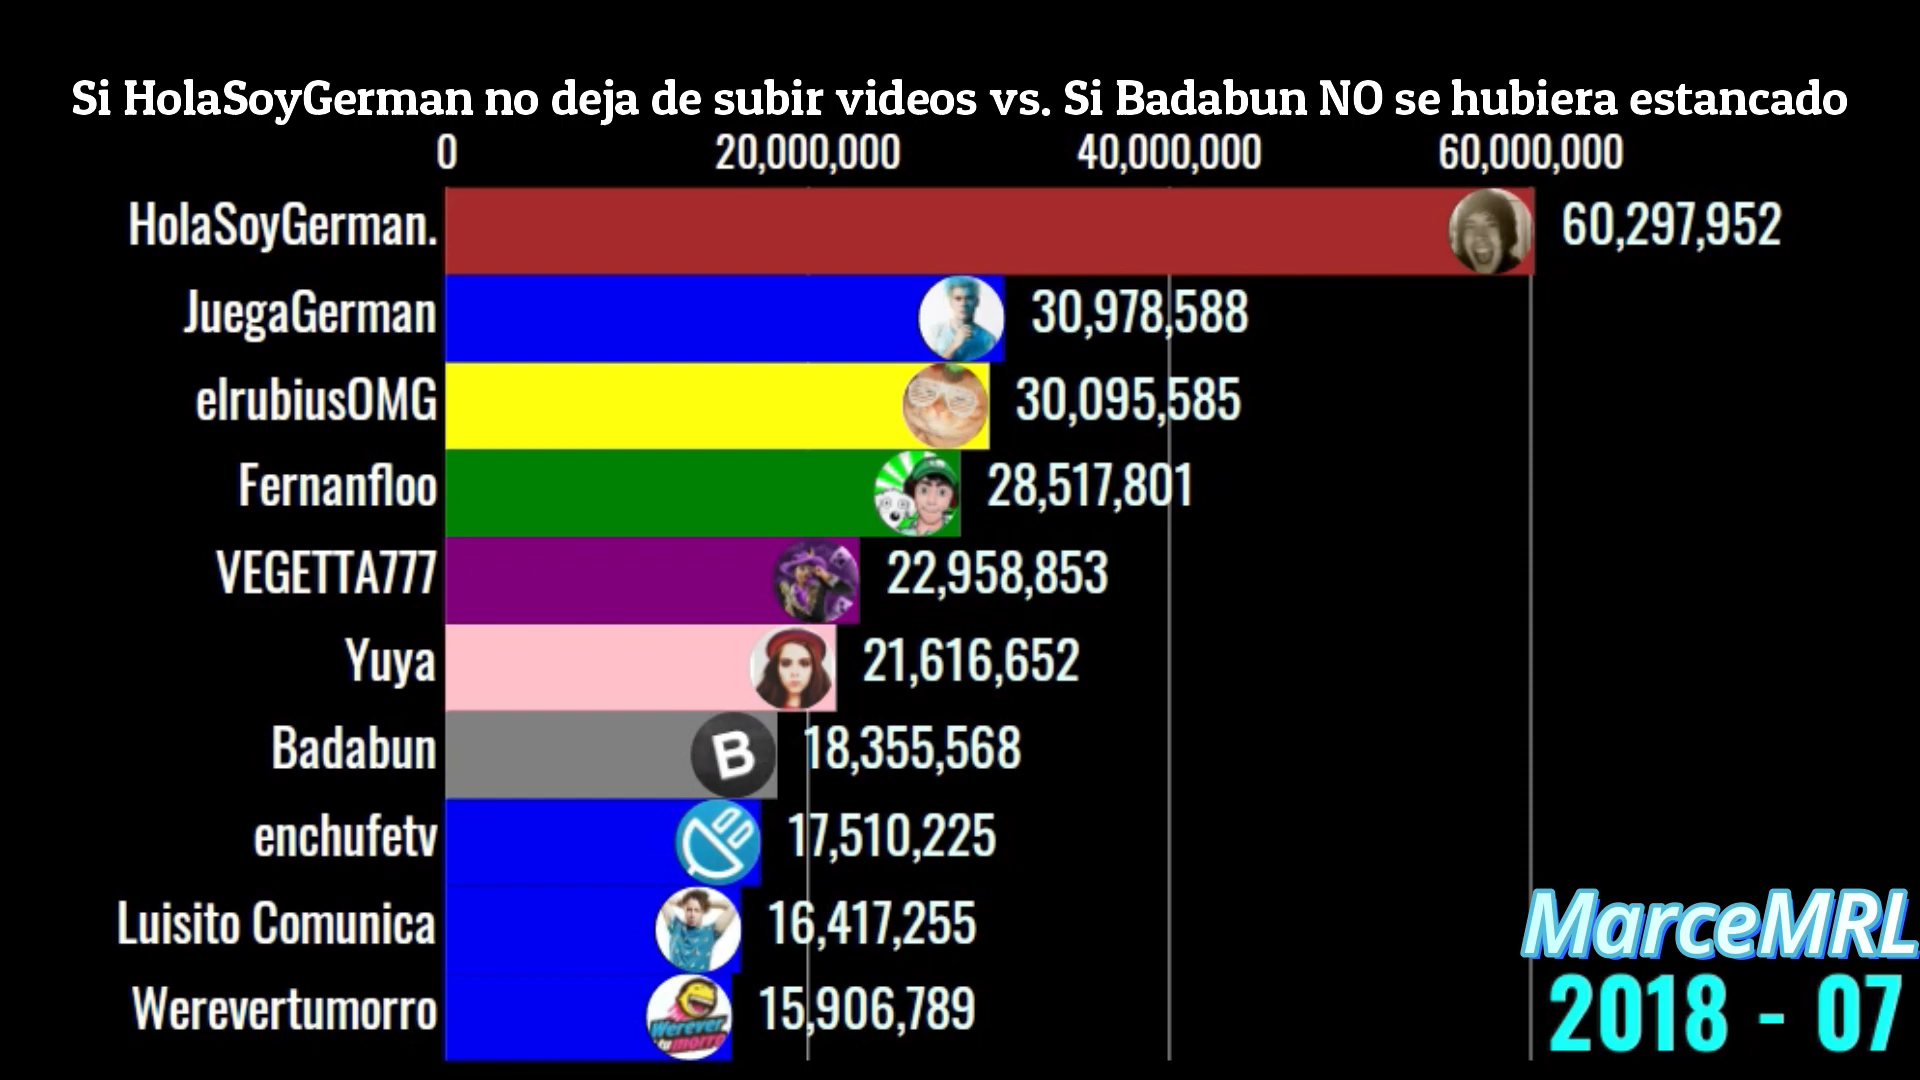 Si HolaSoyGerman no deja de subir videos vs. Si Badabun NO se hubiera estancado
0 20,000,000 40,000,000 60,000,000
HolaSoyGerman. 60,297,952
JuegaGerman 30,978,588
elrubiusOMG 30,095,585
Fernanfloo 28,517,801
VEGETTA777 22,958,853
Yuya 21,616,652
Badabun B 18,355,568
enchufetv 17,510,225
Luisito Comunica 16,417,255
Werevertumorro 15,906,789
Werever
tumorro
MarceMRL
2018 - 07